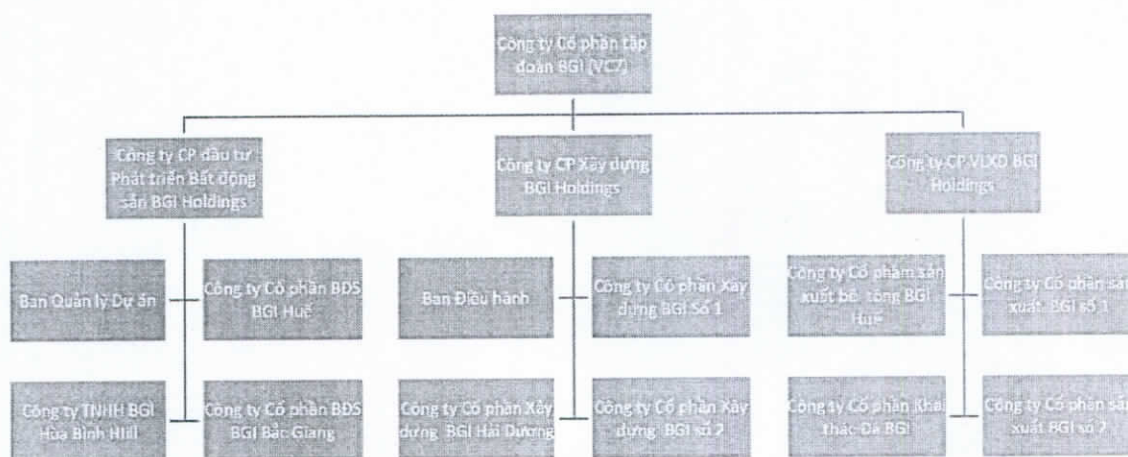 Công ty Cổ phần tập
đoàn BGI (VC7)
Công ty CP đầu tư
Phát triển Bất động
sản BGI Holdings
Công ty CP Xây dựng
BGI Holdings
Công ty CP VLXD BGI
Holdings
Ban Quản lý Dự án
Công ty Cổ phần BĐS
BGI Huế
Ban Điều hành
Công ty Cổ phần Xây
dựng BGI Số 1
Công ty Cổ phầm sản
xuất bê tông BGI
Huế
Công ty Cổ phần sản
xuất BGI số 1
Công ty TNHH BGI
Hòa Bình Hill
Công ty Cổ phần BĐS
BGI Bắc Giang
Công ty Cổ phần Xây
dựng BGI Hải Dương
Công ty Cổ phần Xây
dựng BGI số 2
Công ty Cổ phần Khai
thác Đá BGI
Công ty Cổ phần sản
xuất BGI số 2